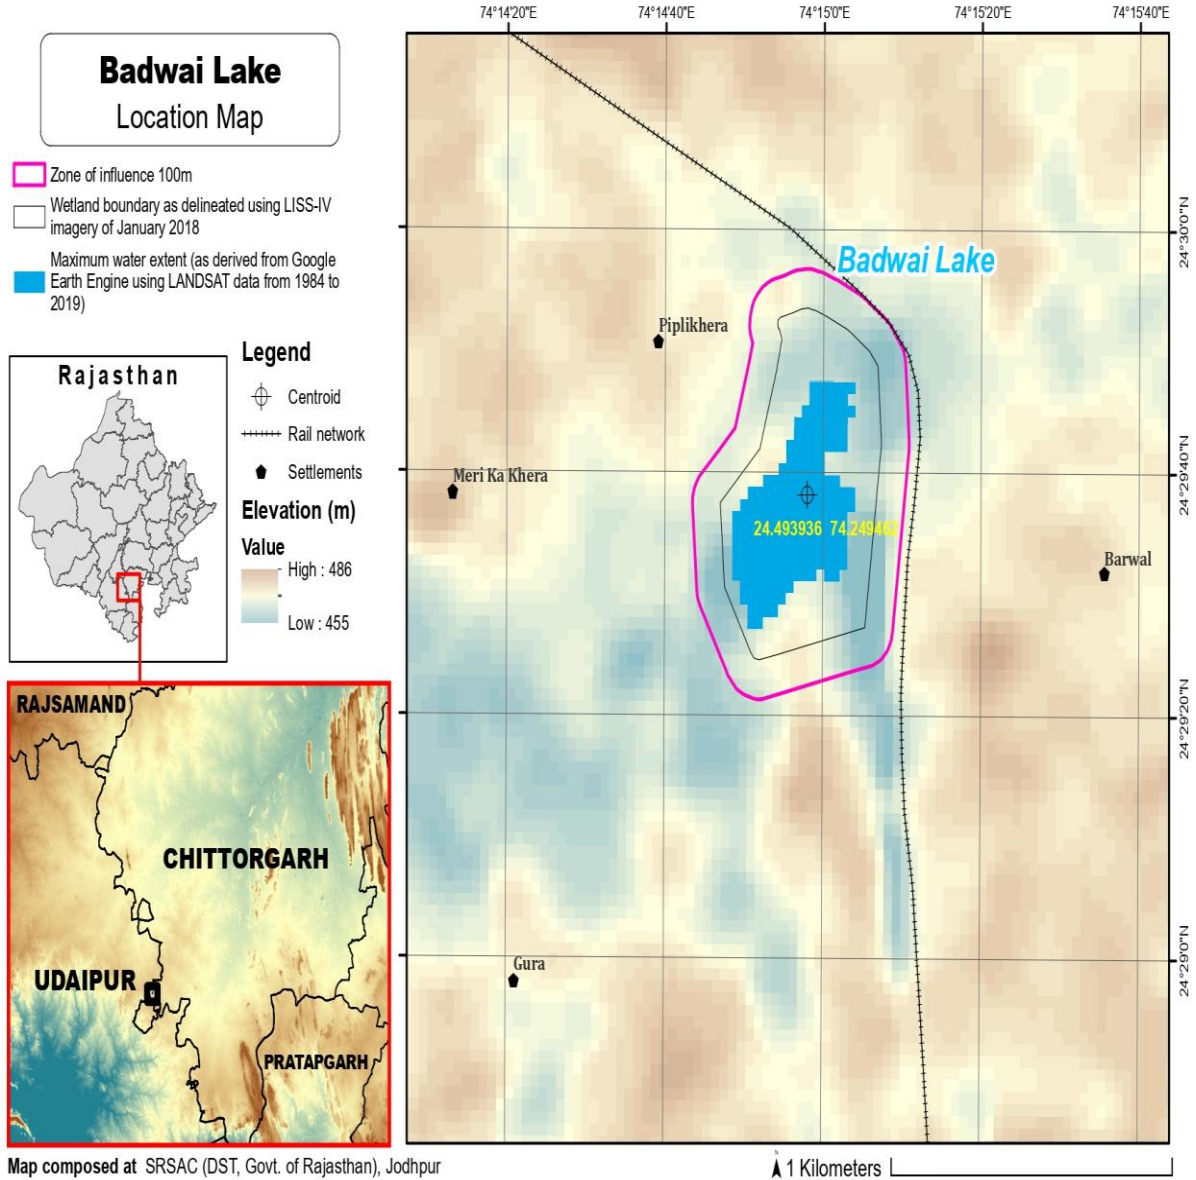 74°14'20"E
74°14'40"E
74°15'0"E
74°15'20"E
74°15'40"E
Badwai Lake
Location Map
Zone of influence 100m
Wetland boundary as delineated using LISS-IV
imagery of January 2018
Maximum water extent (as derived from Google
Earth Engine using LANDSAT data from 1984 to
2019)
Rajasthan
Legend
Centroid
Rail network
Settlements
Elevation (m)
Value
High : 486
Low : 455
RAJSAMAND
CHITTORGARH
UDAIPUR
PRATAPGARH
Badwai Lake
Piplikhera
Meri Ka Khera
24.493936 74.24946
Barwal
Gura
24°30'0"N
24°29'40"N
24°29'20"N
24°29'0"N
Map composed at SRSAC (DST, Govt. of Rajasthan), Jodhpur
N
1 Kilometers